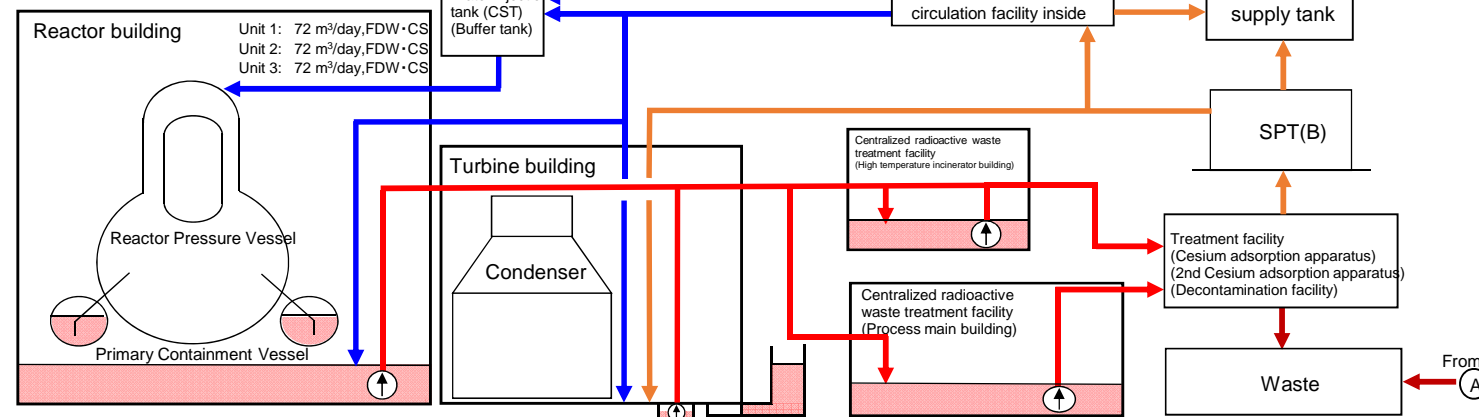 tank (CST)
(Buffer tank)
circulation facility inside
supply tank
Reactor building
Unit 1: 72 m³/day,FDW・CS
Unit 2: 72 m³/day,FDW・CS
Unit 3: 72 m³/day,FDW・CS
SPT(B)
Turbine building
Centralized radioactive waste
treatment facility
(High temperature incinerator building)
Reactor Pressure Vessel
Condenser
Treatment facility
(Cesium adsorption apparatus)
(2nd Cesium adsorption apparatus)
(Decontamination facility)
Centralized radioactive
waste treatment facility
(Process main building)
Primary Containment Vessel
Waste
From
A